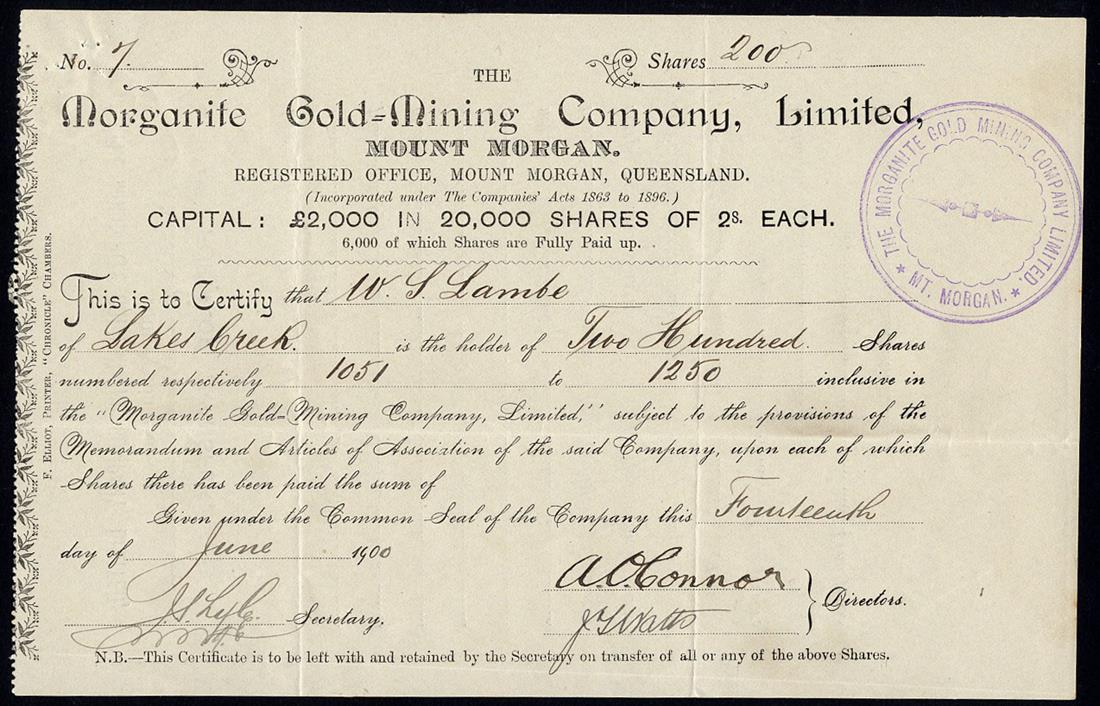 No. 7. Shares 200
THE
Morganite Gold-Mining Company, Limited,
MOUNT MORGAN.
REGISTERED OFFICE, MOUNT MORGAN, QUEENSLAND.
(Incorporated under The Companies' Acts 1863 to 1896.)
CAPITAL: £2,000 IN 20,000 SHARES OF 2s. EACH.
6,000 of which Shares are Fully Paid up.
THE MORGANITE GOLD MINING COMPANY LIMITED.
★ MT. MORGAN. ★
This is to Certify that W. S. Lambe
of Lakes Creek. is the holder of Two Hundred. Shares
numbered respectively 1051 to 1250 inclusive in
the "Morganite Gold-Mining Company, Limited," subject to the provisions of the
Memorandum and Articles of Association of the said Company, upon each of which
Shares there has been paid the sum of
Given under the Common Seal of the Company this Fourteenth
day of June 1900
A. O'Connor
Secretary. Directors.
Watts
N.B.—This Certificate is to be left with and retained by the Secretary on transfer of all or any of the above Shares.
F. ELLIOT, PRINTER, "CHRONICLE" CHAMBERS.